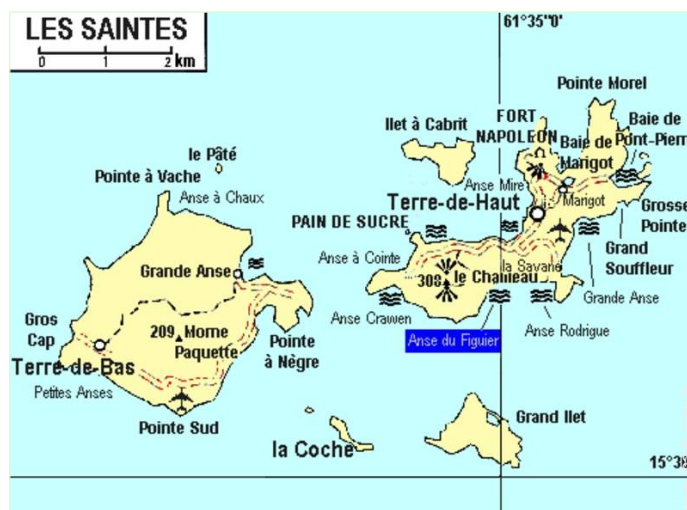 LES SAINTES
0 1 2 km
61°35''0'
Pointe Morel
FORT
NAPOLEON
Baie de
Pont-Pierre
Ilet à Cabrit
Baie de
Marigot
le Pâté
Pointe à Vache
Anse à Chaux
Anse Mire
Terre-de-Haut
Marigot
Grosse
Pointe
PAIN DE SUCRE
Grand
Souffleur
Anse à Cointe
la Savane
Grande Anse
308
le Chameau
Grande Anse
Anse Crawen
Anse du Figuier
Anse Rodrigue
Gros
Cap
209
Morne
Paquette
Pointe
à Nègre
Terre-de-Bas
Petites Anses
Pointe Sud
la Coche
Grand Ilet